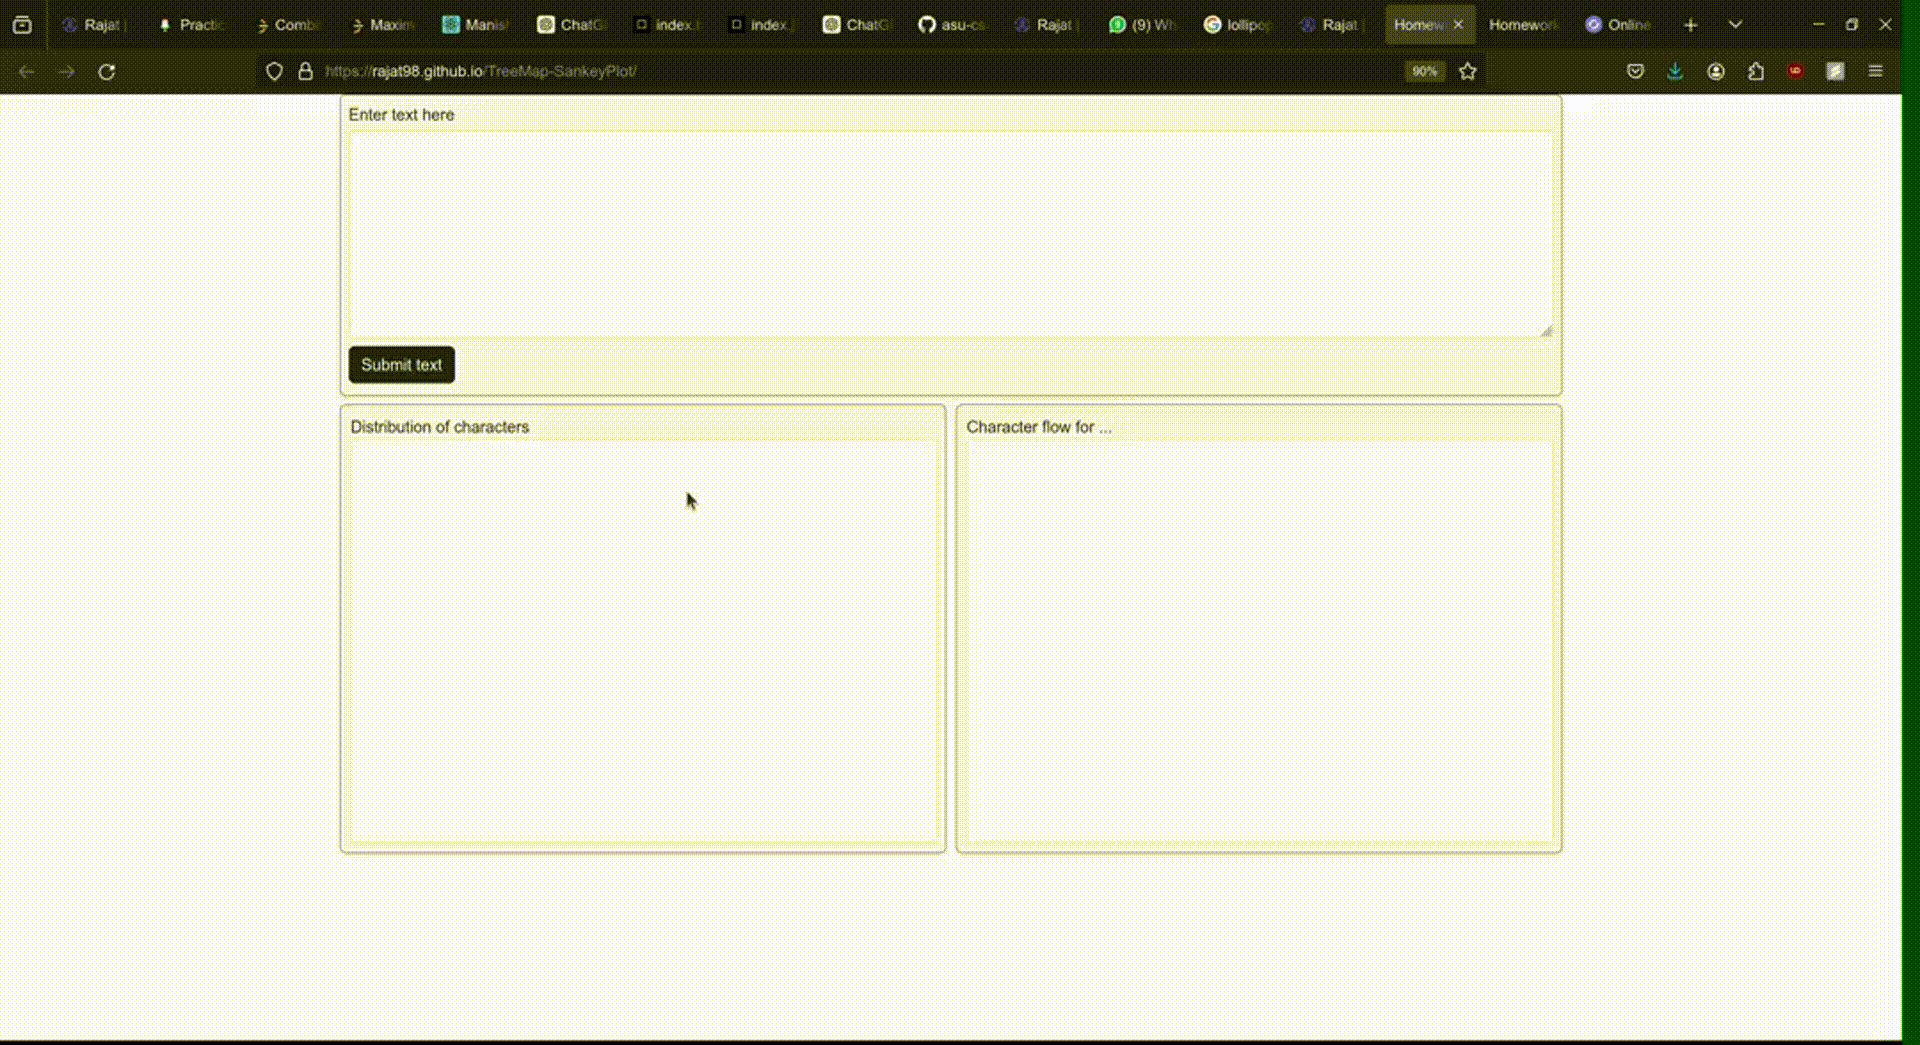 Rajat Practic Comb Maxim Manis ChatG index. index. ChatG asu-cs Rajat (9) Wh lollipop Rajat Homew Homework Online
https://rajat98.github.io/TreeMap-SankeyPlot/ 90%
Enter text here
Submit text
Distribution of characters
Character flow for ...